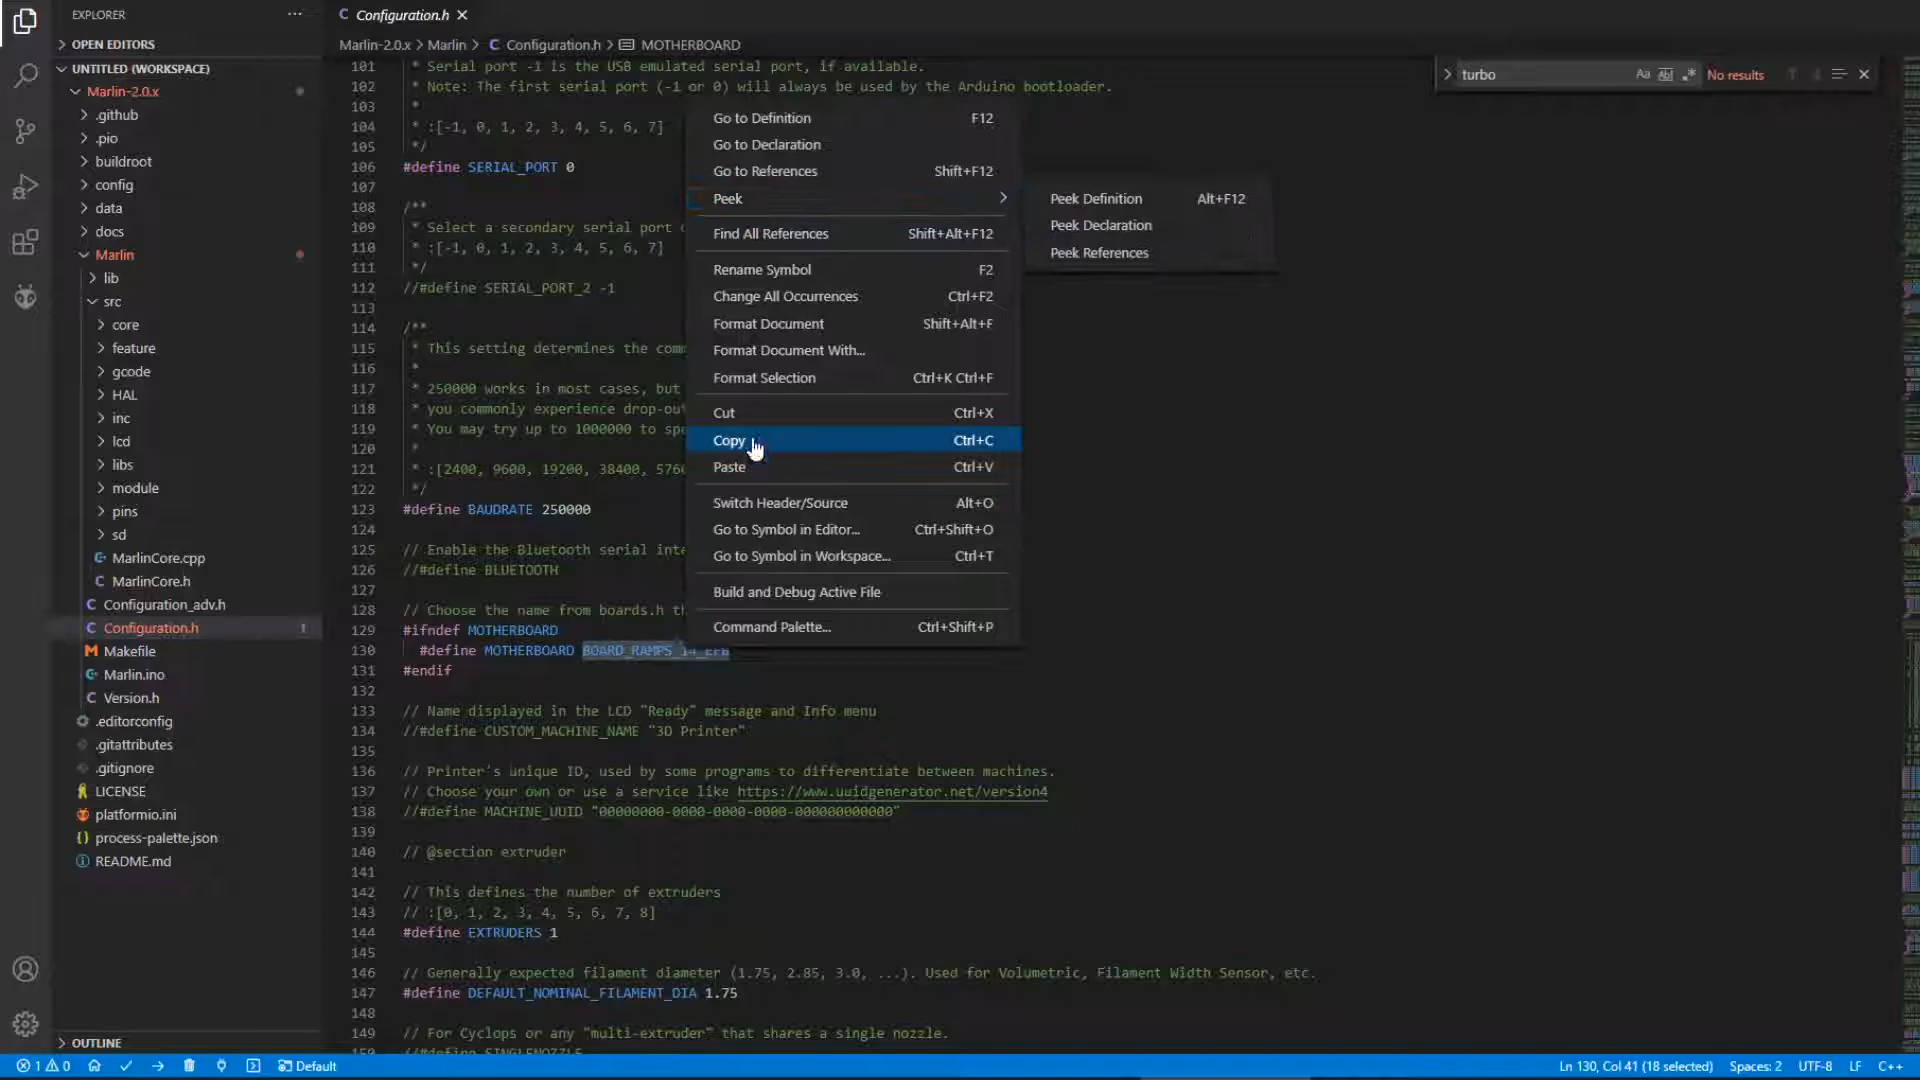 EXPLORER
OPEN EDITORS
UNTITLED (WORKSPACE)
Marlin-2.0.x
.github
.pio
buildroot
config
data
docs
Marlin
lib
src
core
feature
gcode
HAL
inc
lcd
libs
module
pins
sd
MarlinCore.cpp
MarlinCore.h
Configuration_adv.h
Configuration.h !
Makefile
Marlin.ino
Version.h
.editorconfig
.gitattributes
.gitignore
LICENSE
platformio.ini
process-palette.json
README.md
OUTLINE
Configuration.h
Marlin-2.0.x > Marlin > Configuration.h > MOTHERBOARD
turbo Aa Abl .* No results
101 * Serial port -1 is the USB emulated serial port, if available.
102 * Note: The first serial port (-1 or 0) will always be used by the Arduino bootloader.
103 *
104 * :[-1, 0, 1, 2, 3, 4, 5, 6, 7]
105 */
106 #define SERIAL_PORT 0
107
108 /**
109 * Select a secondary serial port
110 * :[-1, 0, 1, 2, 3, 4, 5, 6, 7]
111 */
112 //#define SERIAL_PORT_2 -1
113
114 /**
115 * This setting determines the com
116 *
117 * 250000 works in most cases, but
118 * you commonly experience drop-ou
119 * You may try up to 1000000 to sp
120 *
121 * :[2400, 9600, 19200, 38400, 576
122 */
123 #define BAUDRATE 250000
124
125 // Enable the Bluetooth serial inte
126 //#define BLUETOOTH
127
128 // Choose the name from boards.h th
129 #ifndef MOTHERBOARD
130 #define MOTHERBOARD BOARD_RAMPS_14_EFB
131 #endif
132
133 // Name displayed in the LCD "Ready" message and Info menu
134 //#define CUSTOM_MACHINE_NAME "3D Printer"
135
136 // Printer's unique ID, used by some programs to differentiate between machines.
137 // Choose your own or use a service like https://www.uuidgenerator.net/version4
138 //#define MACHINE_UUID "00000000-0000-0000-0000-000000000000"
139
140 // @section extruder
141
142 // This defines the number of extruders
143 // :[0, 1, 2, 3, 4, 5, 6, 7, 8]
144 #define EXTRUDERS 1
145
146 // Generally expected filament diameter (1.75, 2.85, 3.0, ...). Used for Volumetric, Filament Width Sensor, etc.
147 #define DEFAULT_NOMINAL_FILAMENT_DIA 1.75
148
149 // For Cyclops or any "multi-extruder" that shares a single nozzle.
150 //#define SINGLENOZZLE
Go to Definition F12
Go to Declaration
Go to References Shift+F12
Peek
Find All References Shift+Alt+F12
Rename Symbol F2
Change All Occurrences Ctrl+F2
Format Document Shift+Alt+F
Format Document With...
Format Selection Ctrl+K Ctrl+F
Cut Ctrl+X
Copy Ctrl+C
Paste Ctrl+V
Switch Header/Source Alt+O
Go to Symbol in Editor... Ctrl+Shift+O
Go to Symbol in Workspace... Ctrl+T
Build and Debug Active File
Command Palette... Ctrl+Shift+P
Peek Definition Alt+F12
Peek Declaration
Peek References
1 0 Default
Ln 130, Col 41 (18 selected) Spaces: 2 UTF-8 LF C++